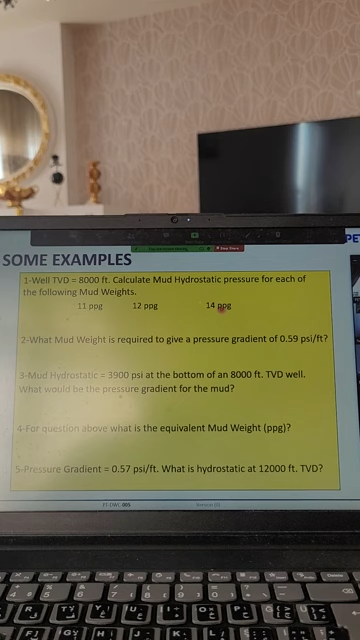 SOME EXAMPLES
1-Well TVD = 8000 ft. Calculate Mud Hydrostatic pressure for each of
the following Mud Weights.
11 ppg 12 ppg 14 ppg
2-What Mud Weight is required to give a pressure gradient of 0.59 psi/ft?
3-Mud Hydrostatic = 3900 psi at the bottom of an 8000 ft. TVD well.
What would be the pressure gradient for the mud?
4-For question above what is the equivalent Mud Weight (ppg)?
5-Pressure Gradient = 0.57 psi/ft. What is hydrostatic at 12000 ft. TVD?